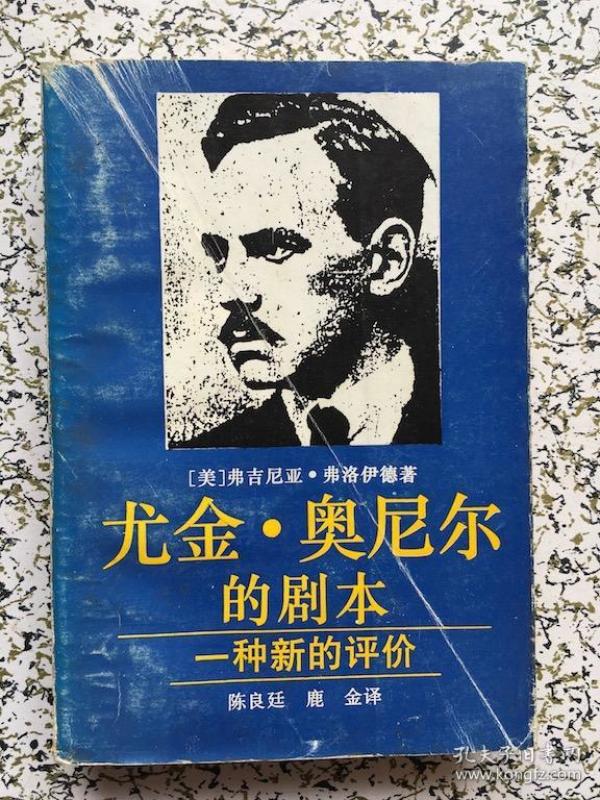 [美]弗吉尼亚·弗洛伊德著
尤金·奥尼尔
的剧本
一种新的评价
陈良廷 鹿 金译
孔夫子旧书网
www.kongfz.com